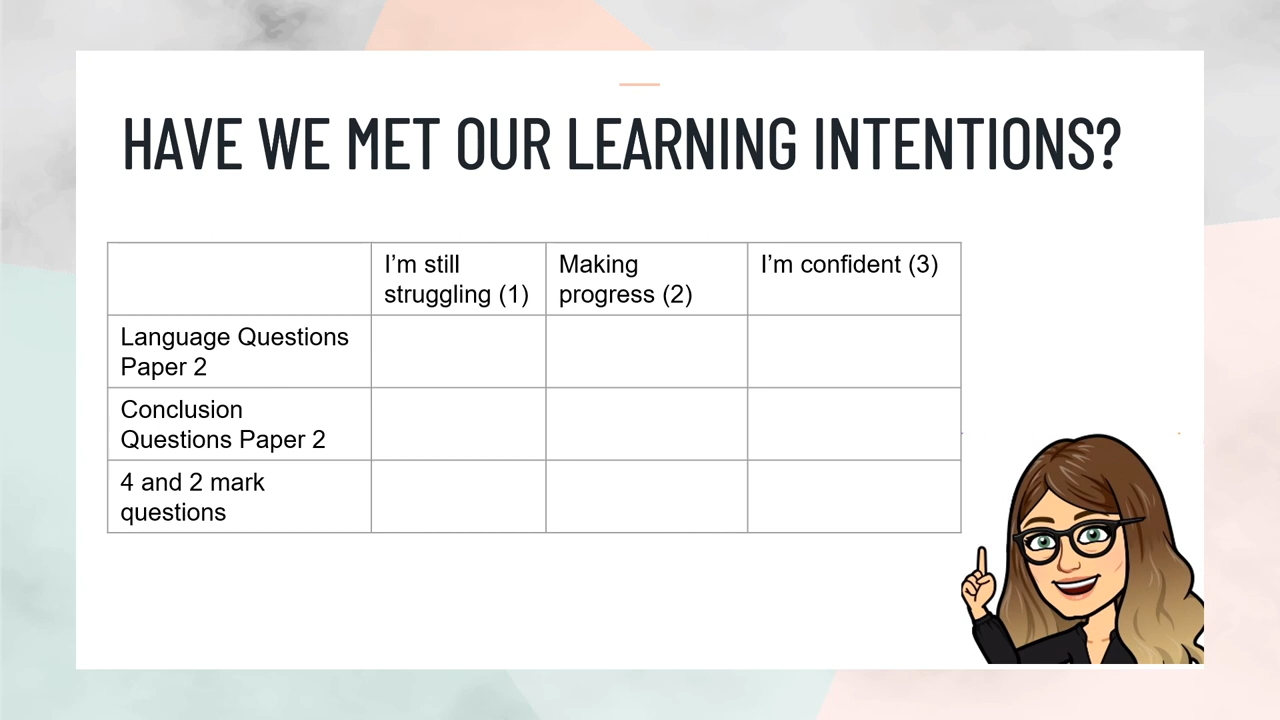 HAVE WE MET OUR LEARNING INTENTIONS?
I’m still
struggling (1)
Making
progress (2)
I’m confident (3)
Language Questions
Paper 2
Conclusion
Questions Paper 2
4 and 2 mark
questions